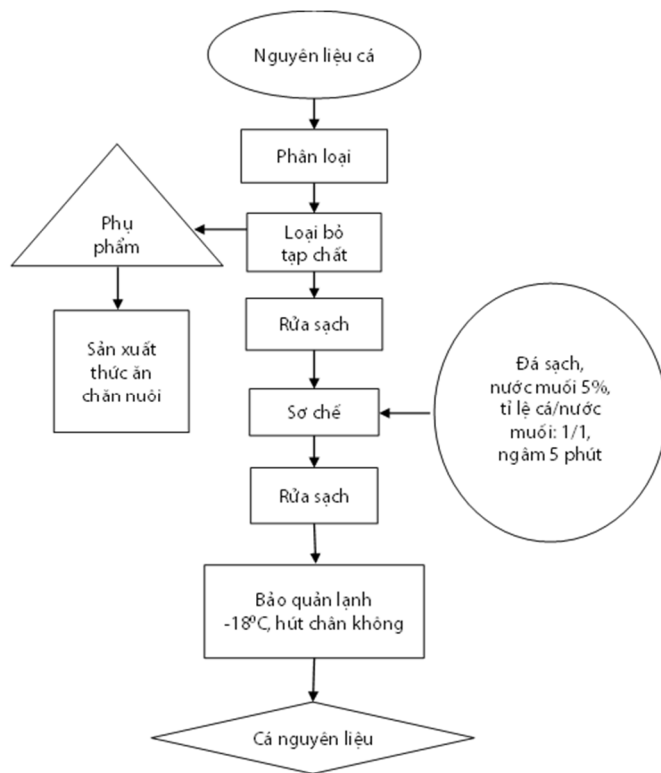 Nguyên liệu cá
Phân loại
Phụ
phẩm
Loại bỏ
tạp chất
Sản xuất
thức ăn
chăn nuôi
Rửa sạch
Đá sạch,
nước muối 5%,
tỉ lệ cá/nước
muối: 1/1,
ngâm 5 phút
Sơ chế
Rửa sạch
Bảo quản lạnh
-18ºC, hút chân không
Cá nguyên liệu